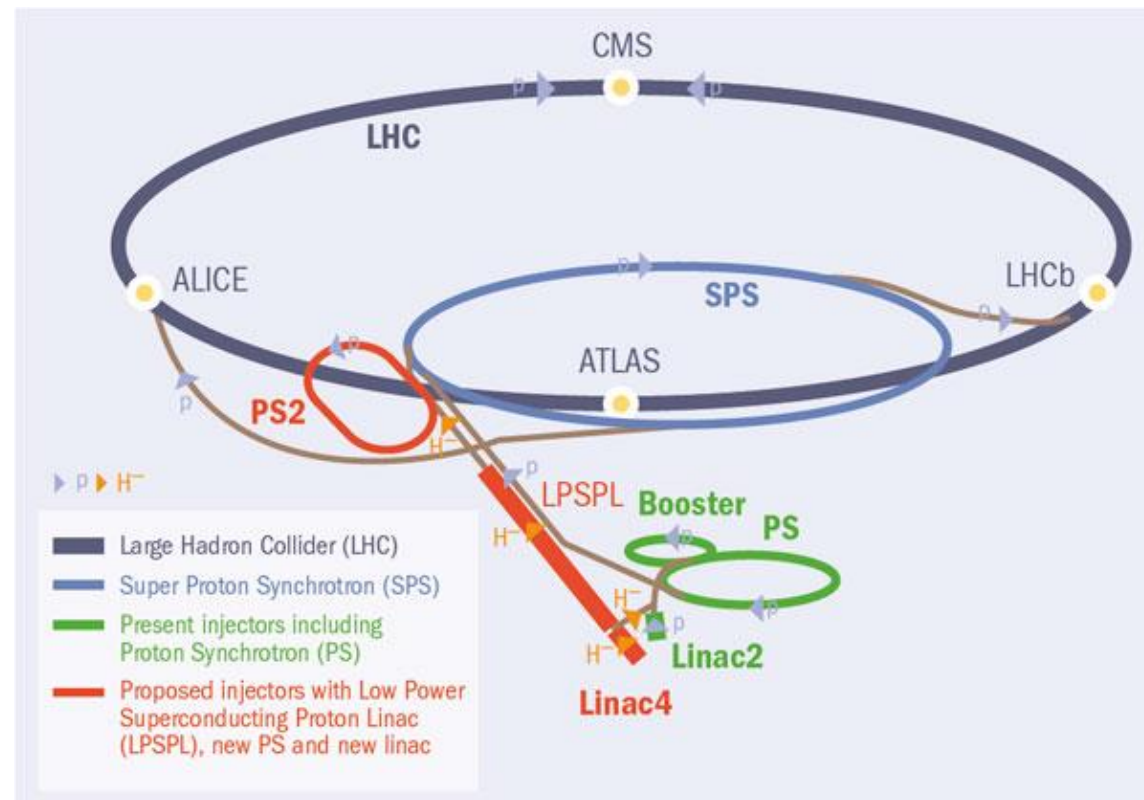 CMS
p
p
LHC
ALICE
p
SPS
LHCb
p
ATLAS
p
PS2
p
H⁻
p H⁻
p
LPSPL
Booster
PS
H⁻
p
H⁻
p
p
H⁻
Linac2
Linac4
Large Hadron Collider (LHC)
Super Proton Synchrotron (SPS)
Present injectors including
Proton Synchrotron (PS)
Proposed injectors with Low Power
Superconducting Proton Linac
(LPSPL), new PS and new linac